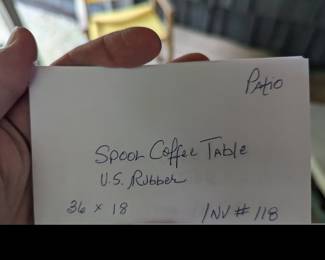 Patio
Spool Coffee Table
U.S. Rubber
36 x 18
INV # 118